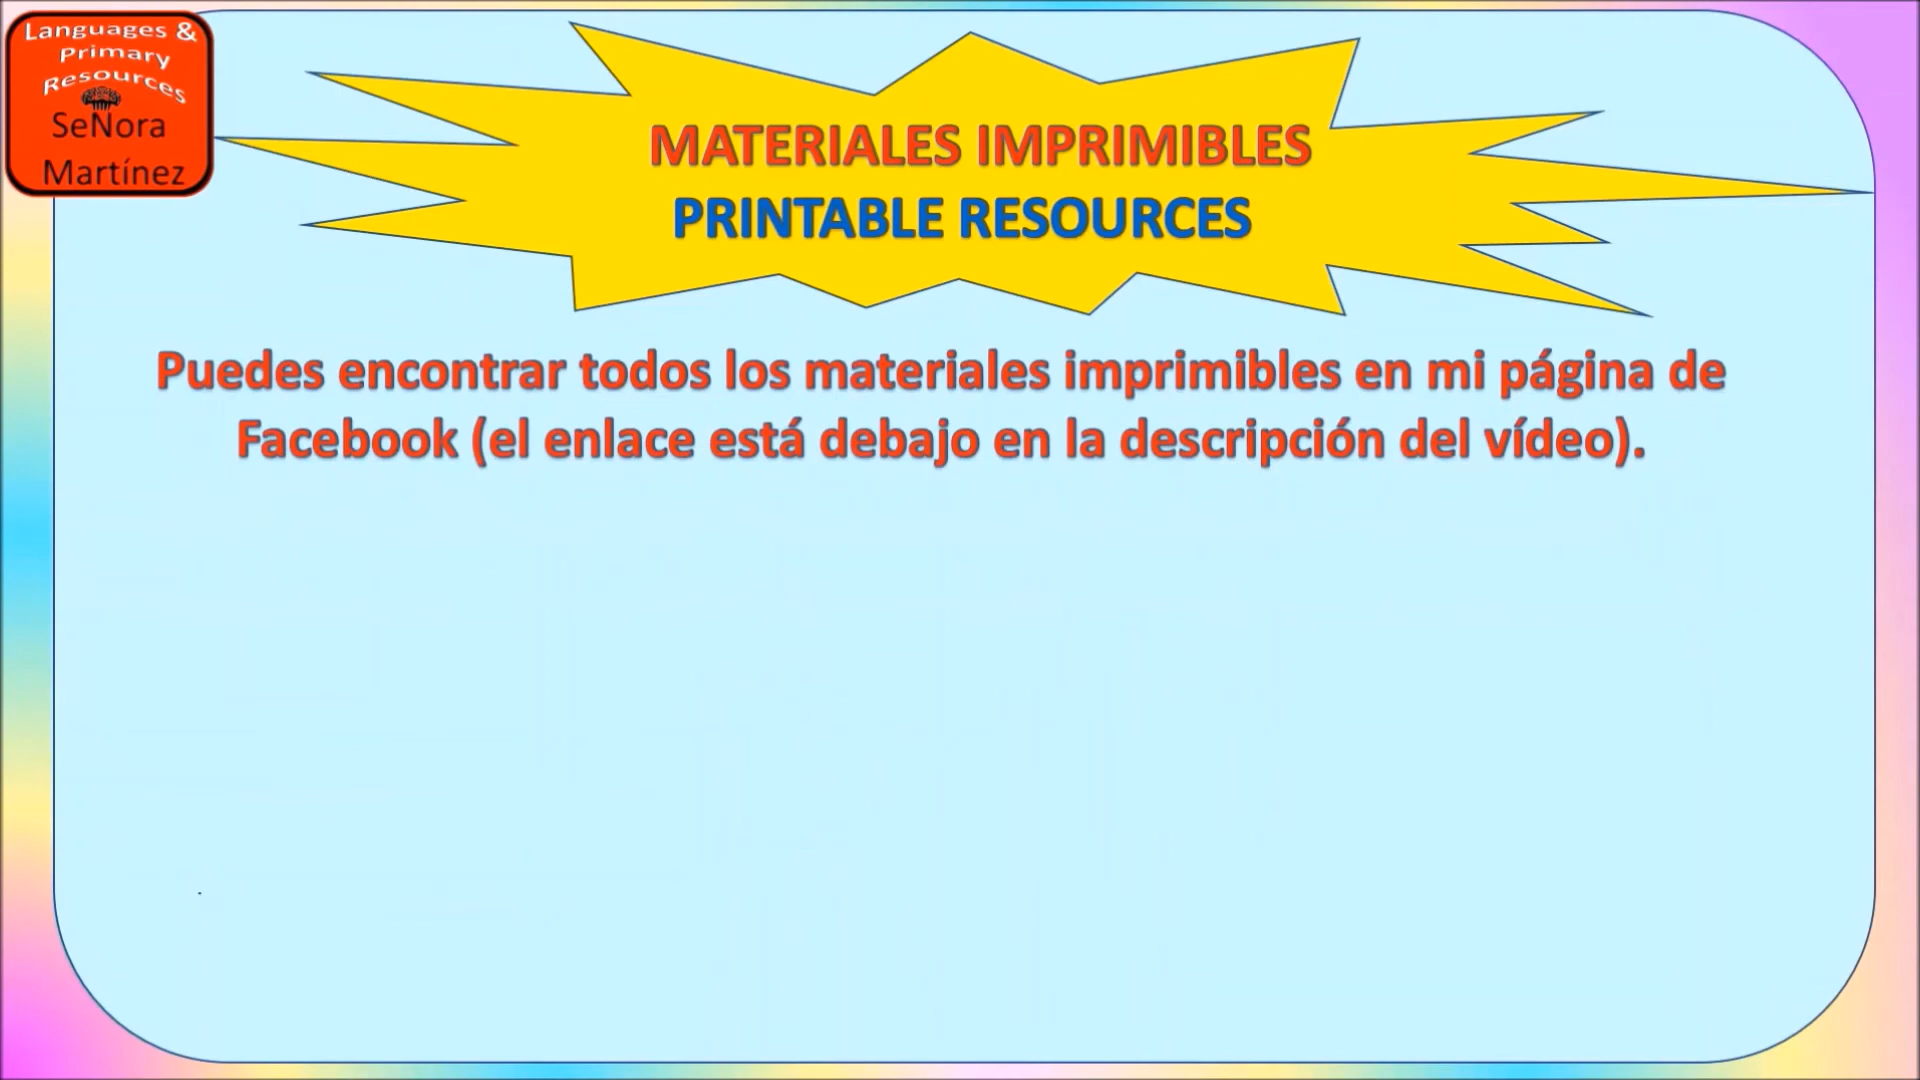 Languages &
Primary
Resources
SeNora
Martínez
MATERIALES IMPRIMIBLES
PRINTABLE RESOURCES
Puedes encontrar todos los materiales imprimibles en mi página de
Facebook (el enlace está debajo en la descripción del vídeo).